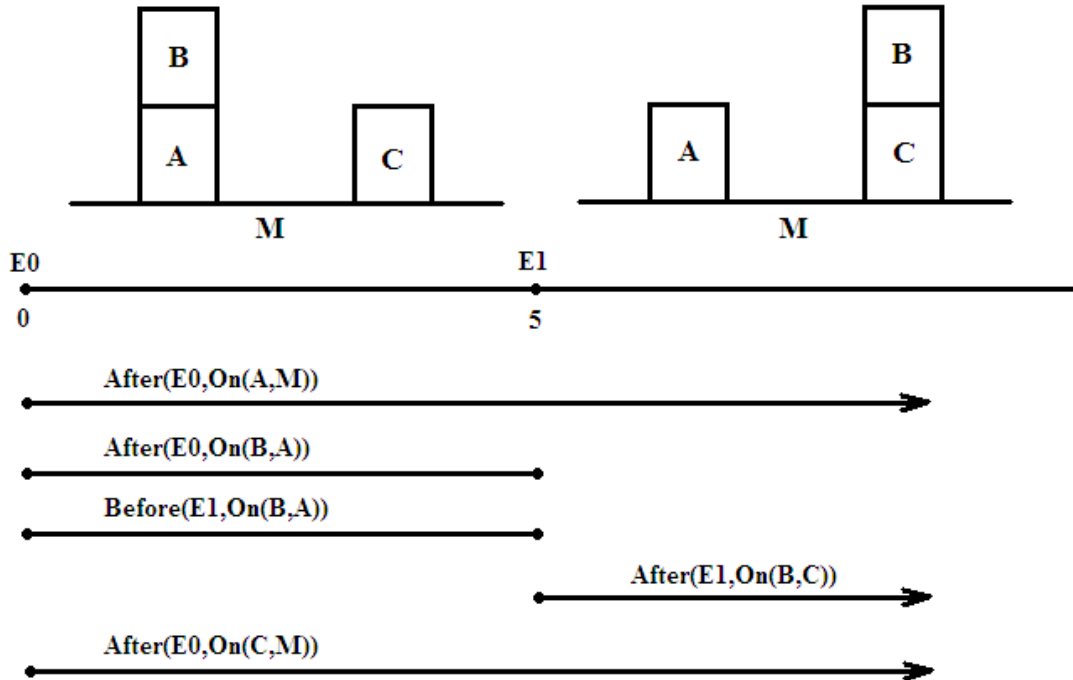 B
B
A
C
A
C
M
M
E0
E1
0
5
After(E0,On(A,M))
After(E0,On(B,A))
Before(E1,On(B,A))
After(E1,On(B,C))
After(E0,On(C,M))